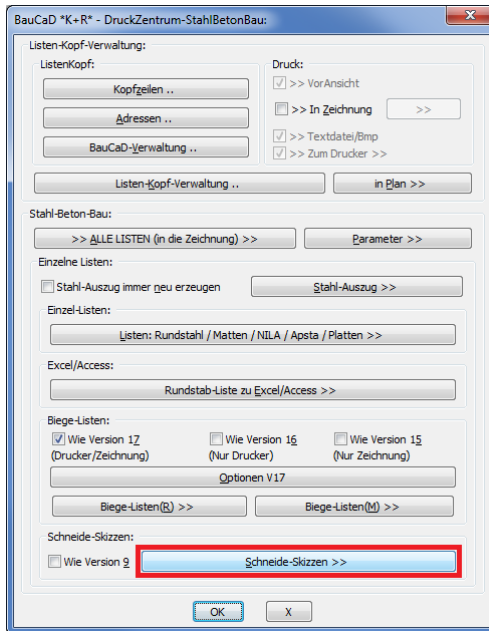 BauCaD *K+R* - DruckZentrum-StahlBetonBau:
Listen-Kopf-Verwaltung:
ListenKopf:
Kopfzeilen ..
Adressen ..
BauCaD-Verwaltung ..
Druck:
>> VorAnsicht
>> In Zeichnung
>>
>> Textdatei/Bmp
>> Zum Drucker >>
Listen-Kopf-Verwaltung ..
in Plan >>
Stahl-Beton-Bau:
>> ALLE LISTEN (in die Zeichnung) >>
Parameter >>
Einzelne Listen:
Stahl-Auszug immer neu erzeugen
Stahl-Auszug >>
Einzel-Listen:
Listen: Rundstahl / Matten / NILA / Apsta / Platten >>
Excel/Access:
Rundstab-Liste zu Excel/Access >>
Biege-Listen:
Wie Version 17
(Drucker/Zeichnung)
Wie Version 16
(Nur Drucker)
Wie Version 15
(Nur Zeichnung)
Optionen V17
Biege-Listen(R) >>
Biege-Listen(M) >>
Schneide-Skizzen:
Wie Version 9
Schneide-Skizzen >>
OK
X